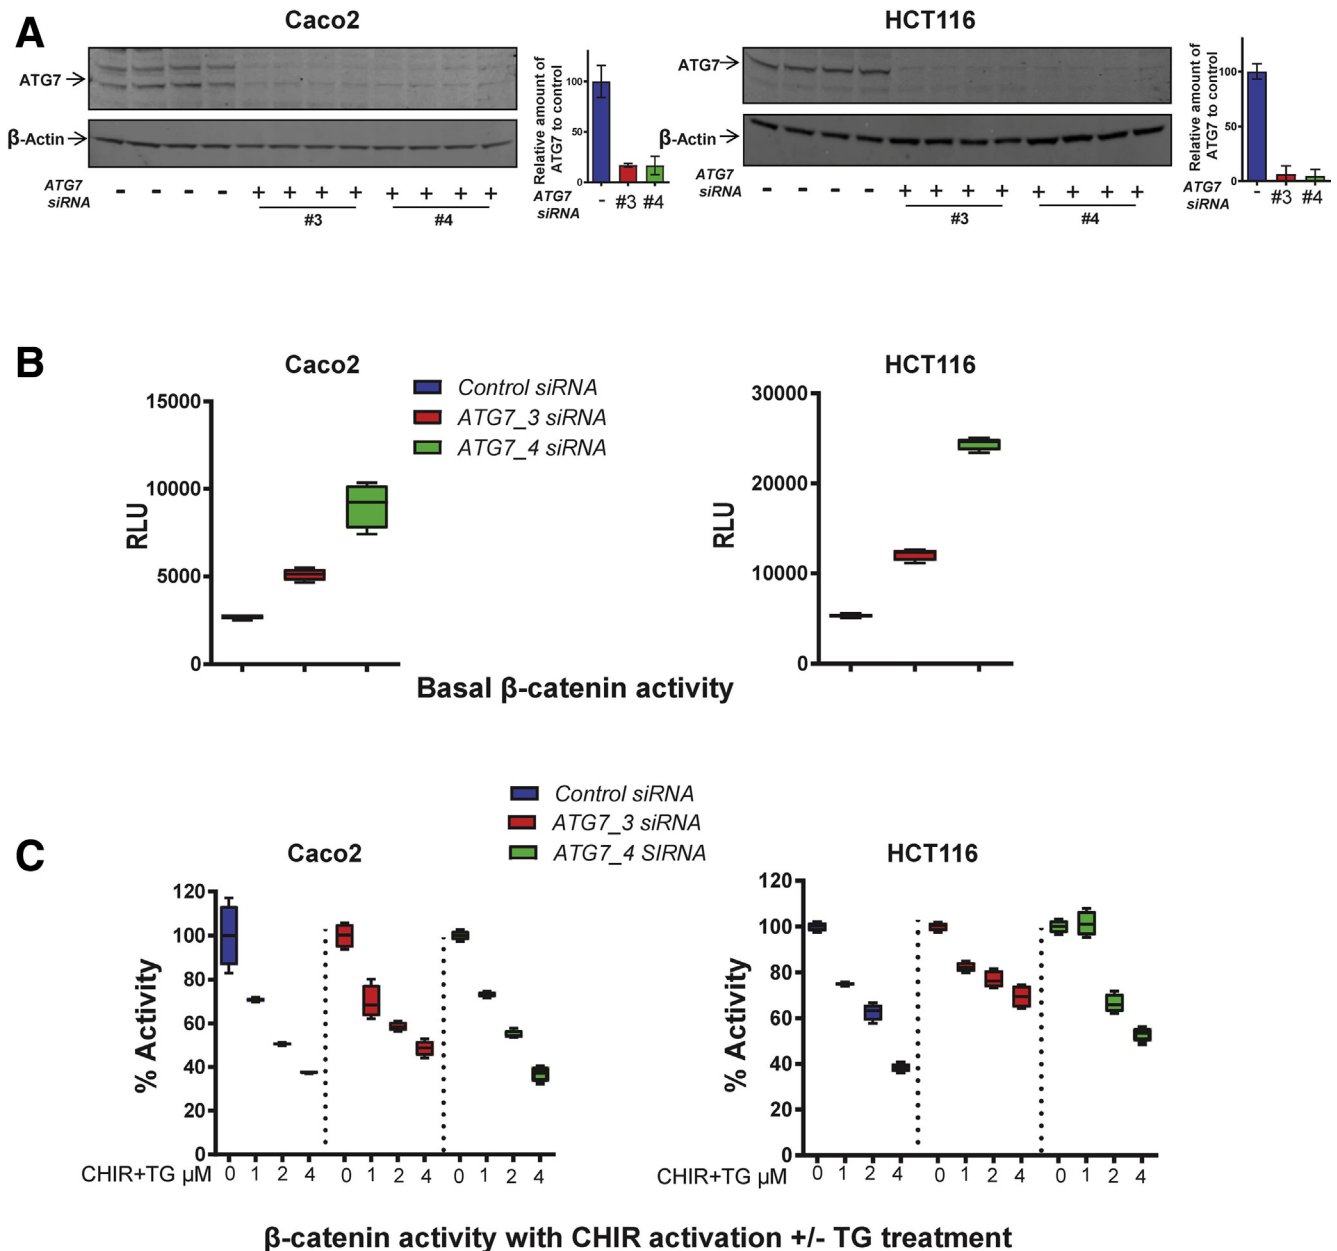 A
Caco2
HCT116
ATG7
β-Actin
ATG7
siRNA
- - - - + + + + + + + +
#3
#4
Relative amount of
ATG7 to control
100
50
0
ATG7
siRNA
- #3 #4
ATG7
β-Actin
ATG7
siRNA
- - - - + + + + + + + +
#3
#4
Relative amount of
ATG7 to control
100
50
0
ATG7
siRNA
- #3 #4
B
Caco2
HCT116
Control siRNA
ATG7_3 siRNA
ATG7_4 siRNA
RLU
15000
10000
5000
0
RLU
30000
20000
10000
0
Basal β-catenin activity
Control siRNA
ATG7_3 siRNA
ATG7_4 SIRNA
C
Caco2
HCT116
% Activity
120
100
80
60
40
20
0
CHIR+TG µM 0 1 2 4 0 1 2 4 0 1 2 4
% Activity
120
100
80
60
40
20
0
CHIR+TG µM 0 1 2 4 0 1 2 4 0 1 2 4
β-catenin activity with CHIR activation +/- TG treatment